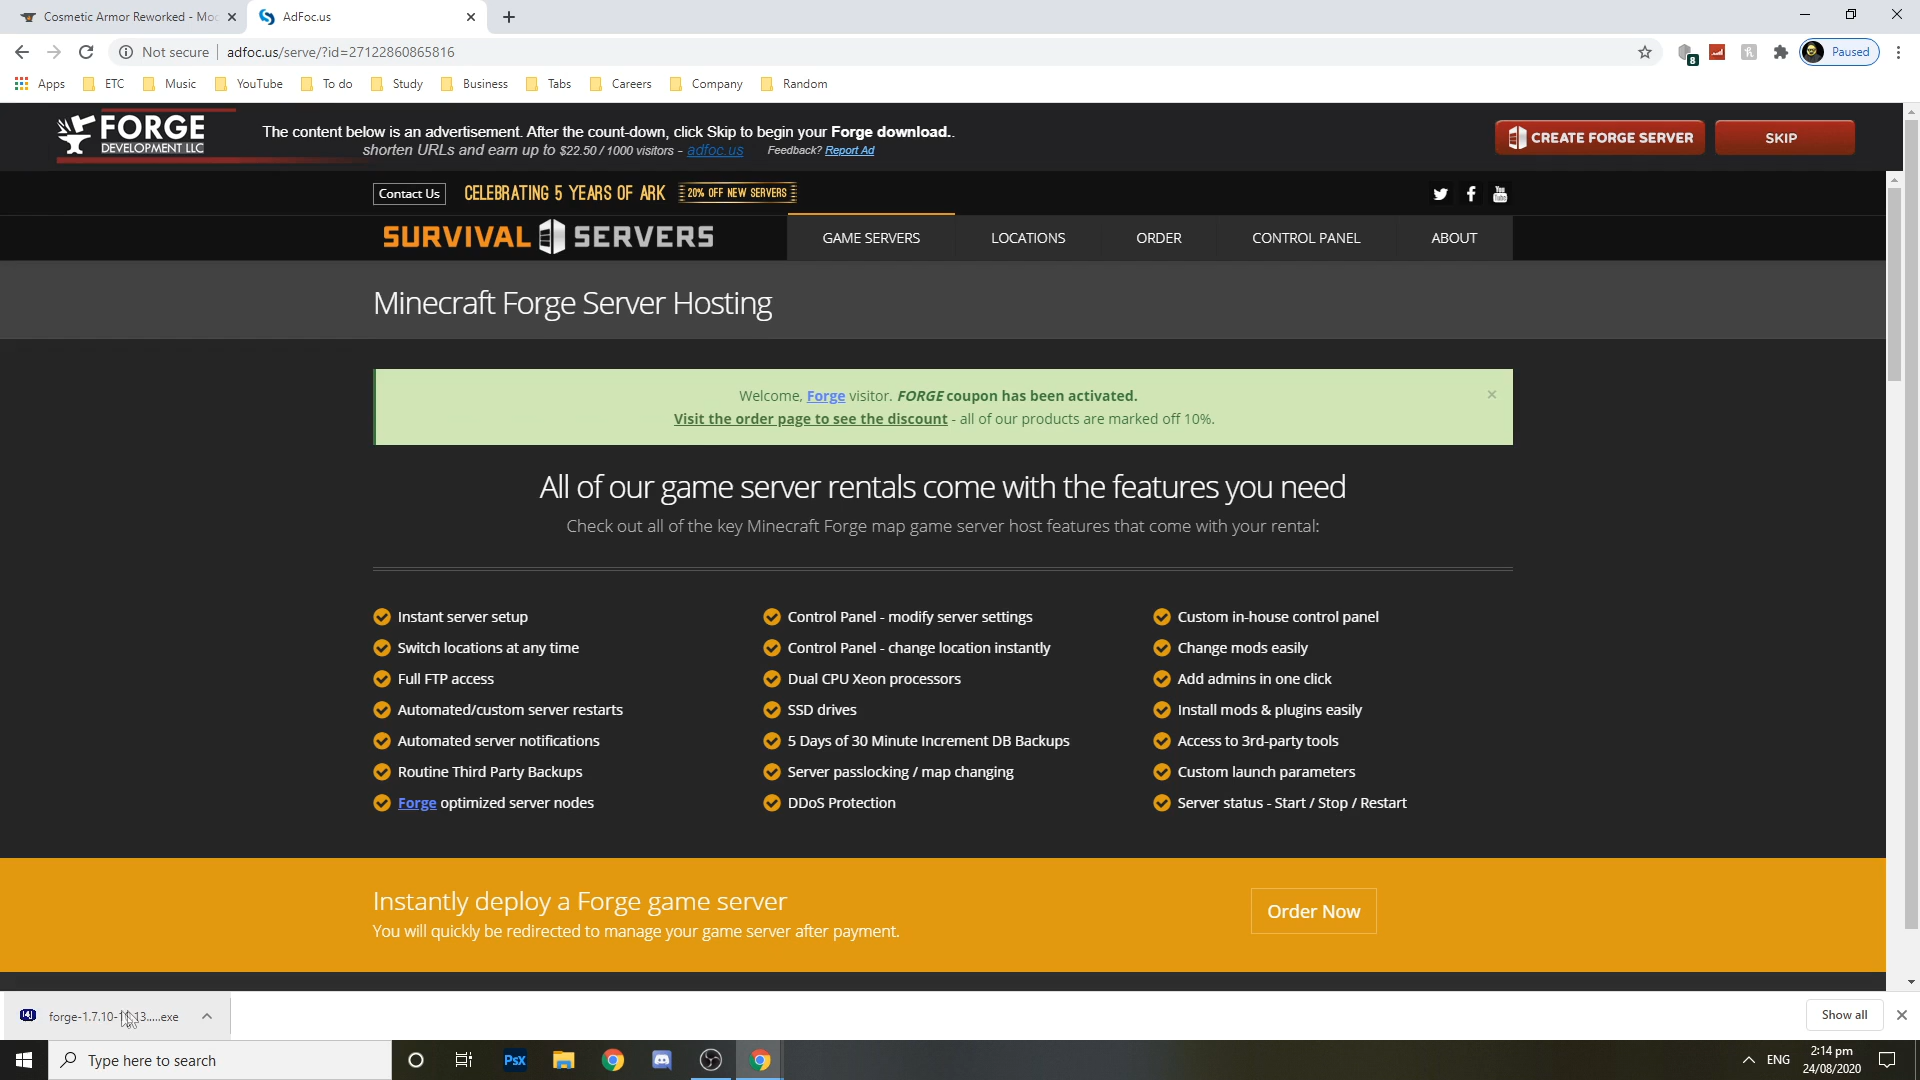 Cosmetic Armor Reworked - Mo
AdFoc.us
Not secure
adfoc.us/serve/?id=27122860865816
8
Paused
Apps
ETC
Music
YouTube
To do
Study
Business
Tabs
Careers
Company
Random
FORGE
DEVELOPMENT LLC
The content below is an advertisement. After the count-down, click Skip to begin your Forge download..
shorten URLs and earn up to $22.50 / 1000 visitors - adfoc.us Feedback? Report Ad
CREATE FORGE SERVER
SKIP
Contact Us
CELEBRATING 5 YEARS OF ARK
20% OFF NEW SERVERS
You Tube
SURVIVAL SERVERS
GAME SERVERS
LOCATIONS
ORDER
CONTROL PANEL
ABOUT
Minecraft Forge Server Hosting
Welcome, Forge visitor. FORGE coupon has been activated.
Visit the order page to see the discount - all of our products are marked off 10%.
All of our game server rentals come with the features you need
Check out all of the key Minecraft Forge map game server host features that come with your rental:
Instant server setup
Switch locations at any time
Full FTP access
Automated/custom server restarts
Automated server notifications
Routine Third Party Backups
Forge optimized server nodes
Control Panel - modify server settings
Control Panel - change location instantly
Dual CPU Xeon processors
SSD drives
5 Days of 30 Minute Increment DB Backups
Server passlocking / map changing
DDoS Protection
Custom in-house control panel
Change mods easily
Add admins in one click
Install mods & plugins easily
Access to 3rd-party tools
Custom launch parameters
Server status - Start / Stop / Restart
Instantly deploy a Forge game server
You will quickly be redirected to manage your game server after payment.
Order Now
forge-1.7.10-10.13.....exe
Show all
Type here to search
PsX
ENG
2:14 pm
24/08/2020